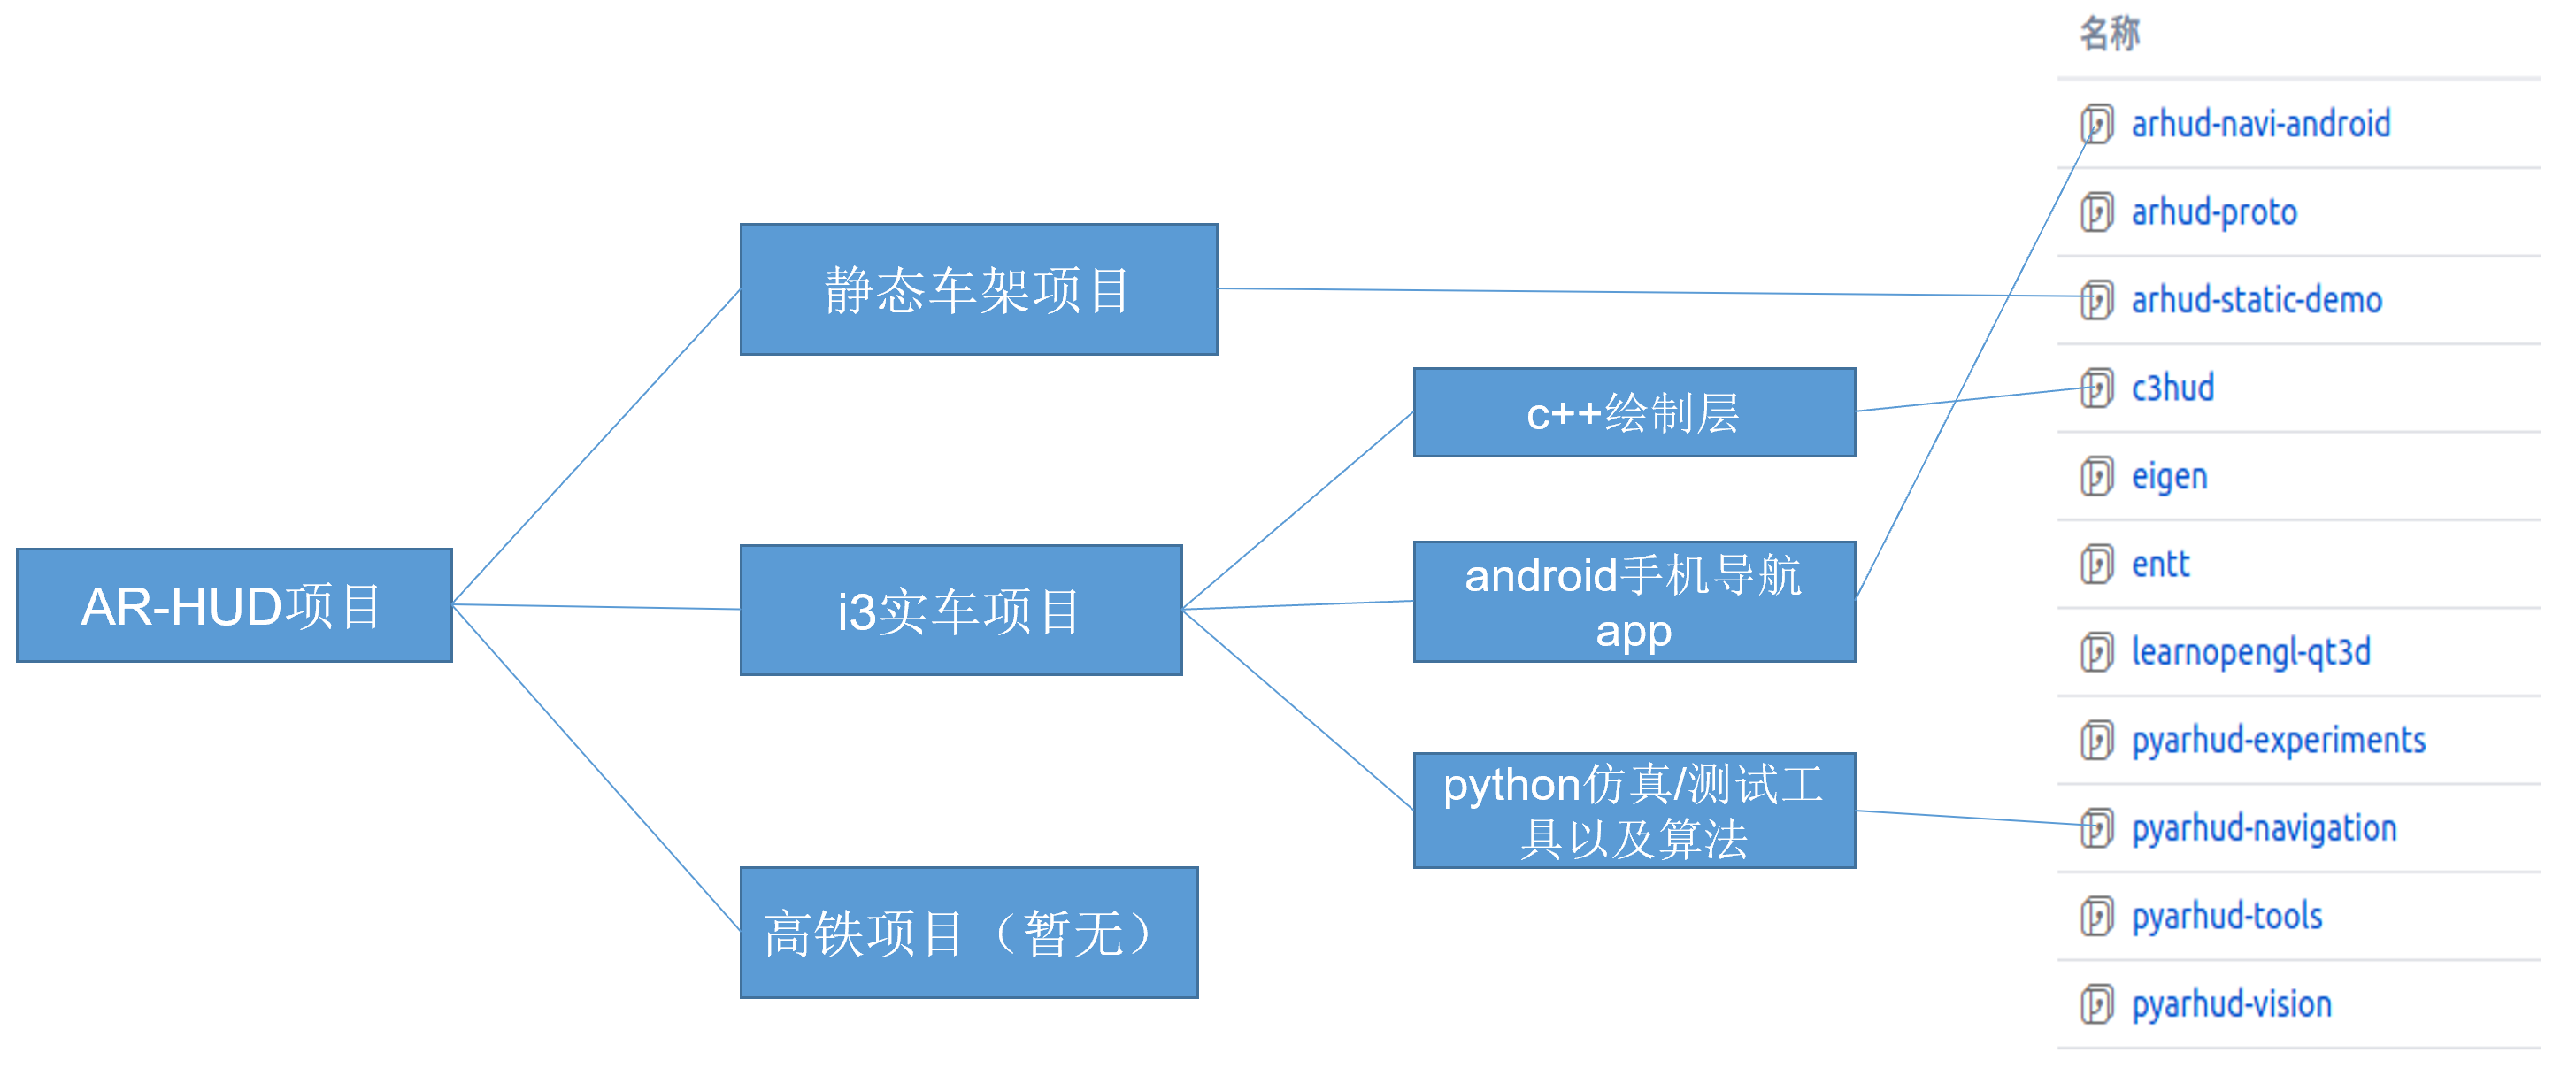 AR-HUD项目
静态车架项目
i3实车项目
高铁项目（暂无）
c++绘制层
android手机导航
app
python仿真/测试工
具以及算法
名称
arhud-navi-android
arhud-proto
arhud-static-demo
c3hud
eigen
entt
learnopengl-qt3d
pyarhud-experiments
pyarhud-navigation
pyarhud-tools
pyarhud-vision